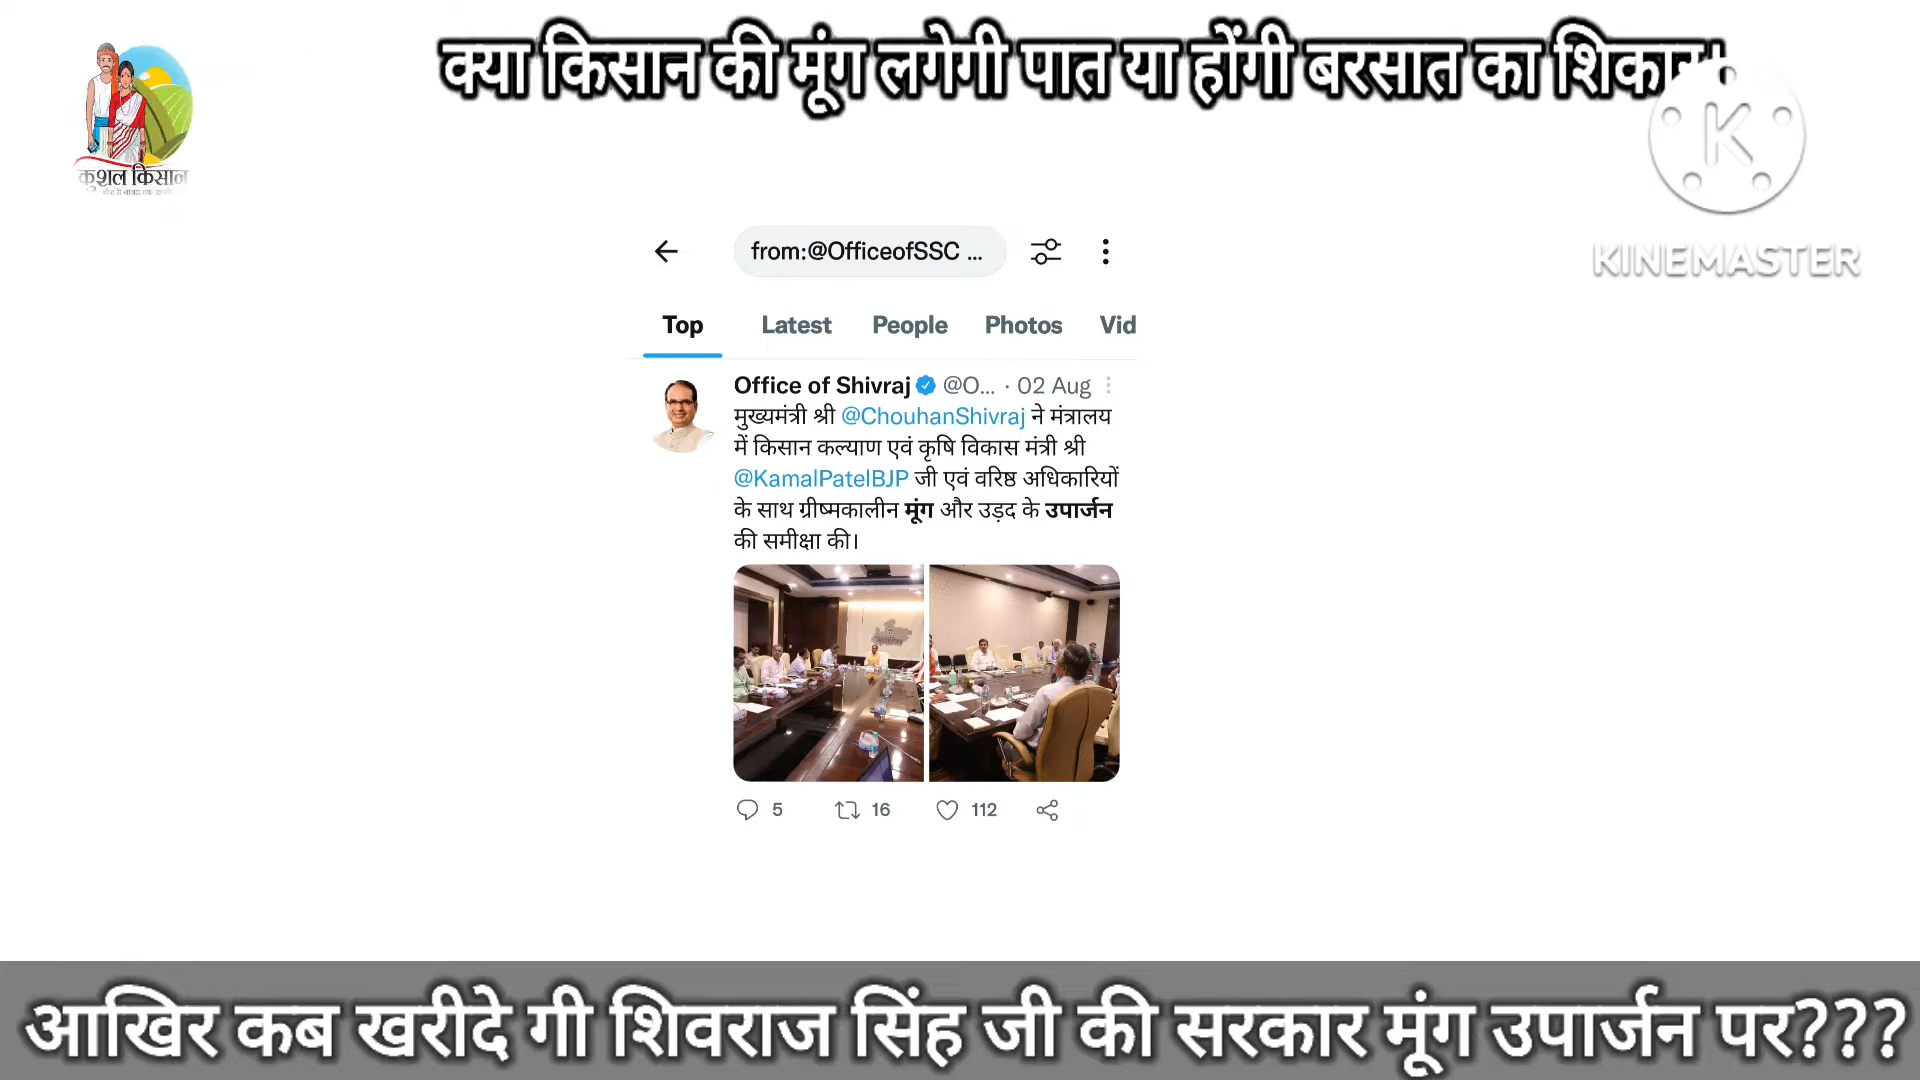 क्या किसान की मूंग लगेगी पात या होंगी बरसात का शिकार।
कुशल किसान
K
KINEMASTER
from:@OfficeofSSC ...
Top Latest People Photos Vid
Office of Shivraj @O... · 02 Aug
मुख्यमंत्री श्री @ChouhanShivraj ने मंत्रालय
में किसान कल्याण एवं कृषि विकास मंत्री श्री
@KamalPatelBJP जी एवं वरिष्ठ अधिकारियों
के साथ ग्रीष्मकालीन मूंग और उड़द के उपार्जन
की समीक्षा की।
5 16 112
आखिर कब खरीदे गी शिवराज सिंह जी की सरकार मूंग उपार्जन पर???